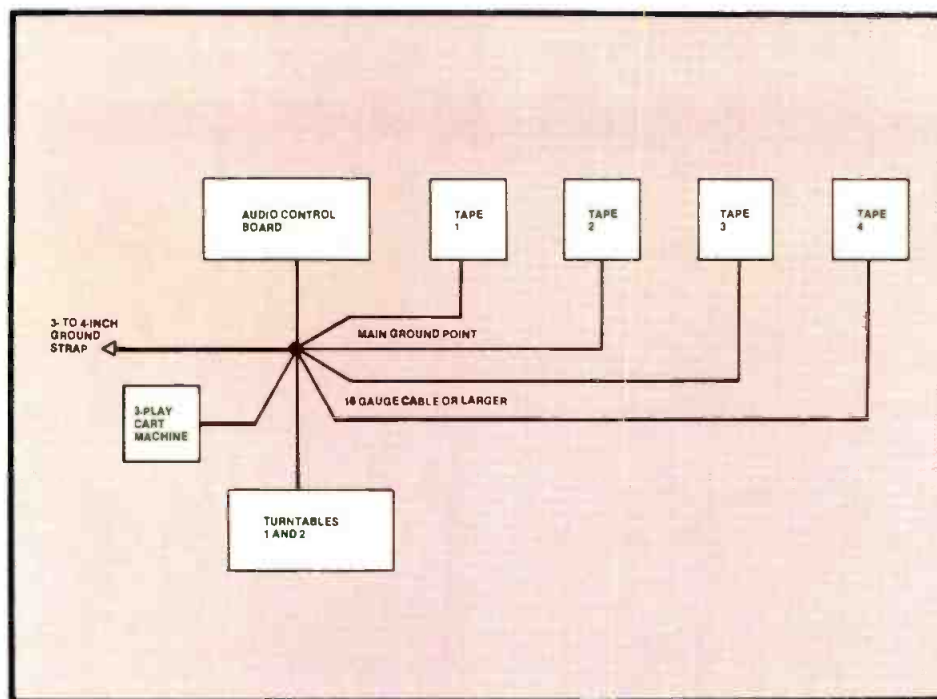 AUDIO CONTROL
BOARD
TAPE
1
TAPE
2
TAPE
3
TAPE
4
3- TO 4-INCH
GROUND
STRAP
MAIN GROUND POINT
3-PLAY
CART
MACHINE
GAUGE CABLE OR LARGER
TURNTABLES
1 AND 2